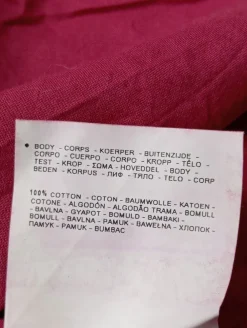 • BODY - CORPS - KOERPER - BUITENZIJDE -
CORPO - CUERPO - CORPO - KROPP - TĚLO -
TEST - KROP - ΣΩΜΑ - HOVEDDEL - BODY -
BEDEN - KORPUS - ЛИФ - ТЯЛО - TELO - CORP
100% COTTON - COTON - BAUMWOLLE - KATOEN -
COTONE - ALGODÓN - ALGODÃO TRAMA - BOMULL
- BAVLNA - GYAPOT - BOMULD - BAMBAKI -
BOMULL - BAVLNA - PAMUK - BAWEŁNA - ХЛОПОК -
ПАМУК - PAMUK - BUMBAC